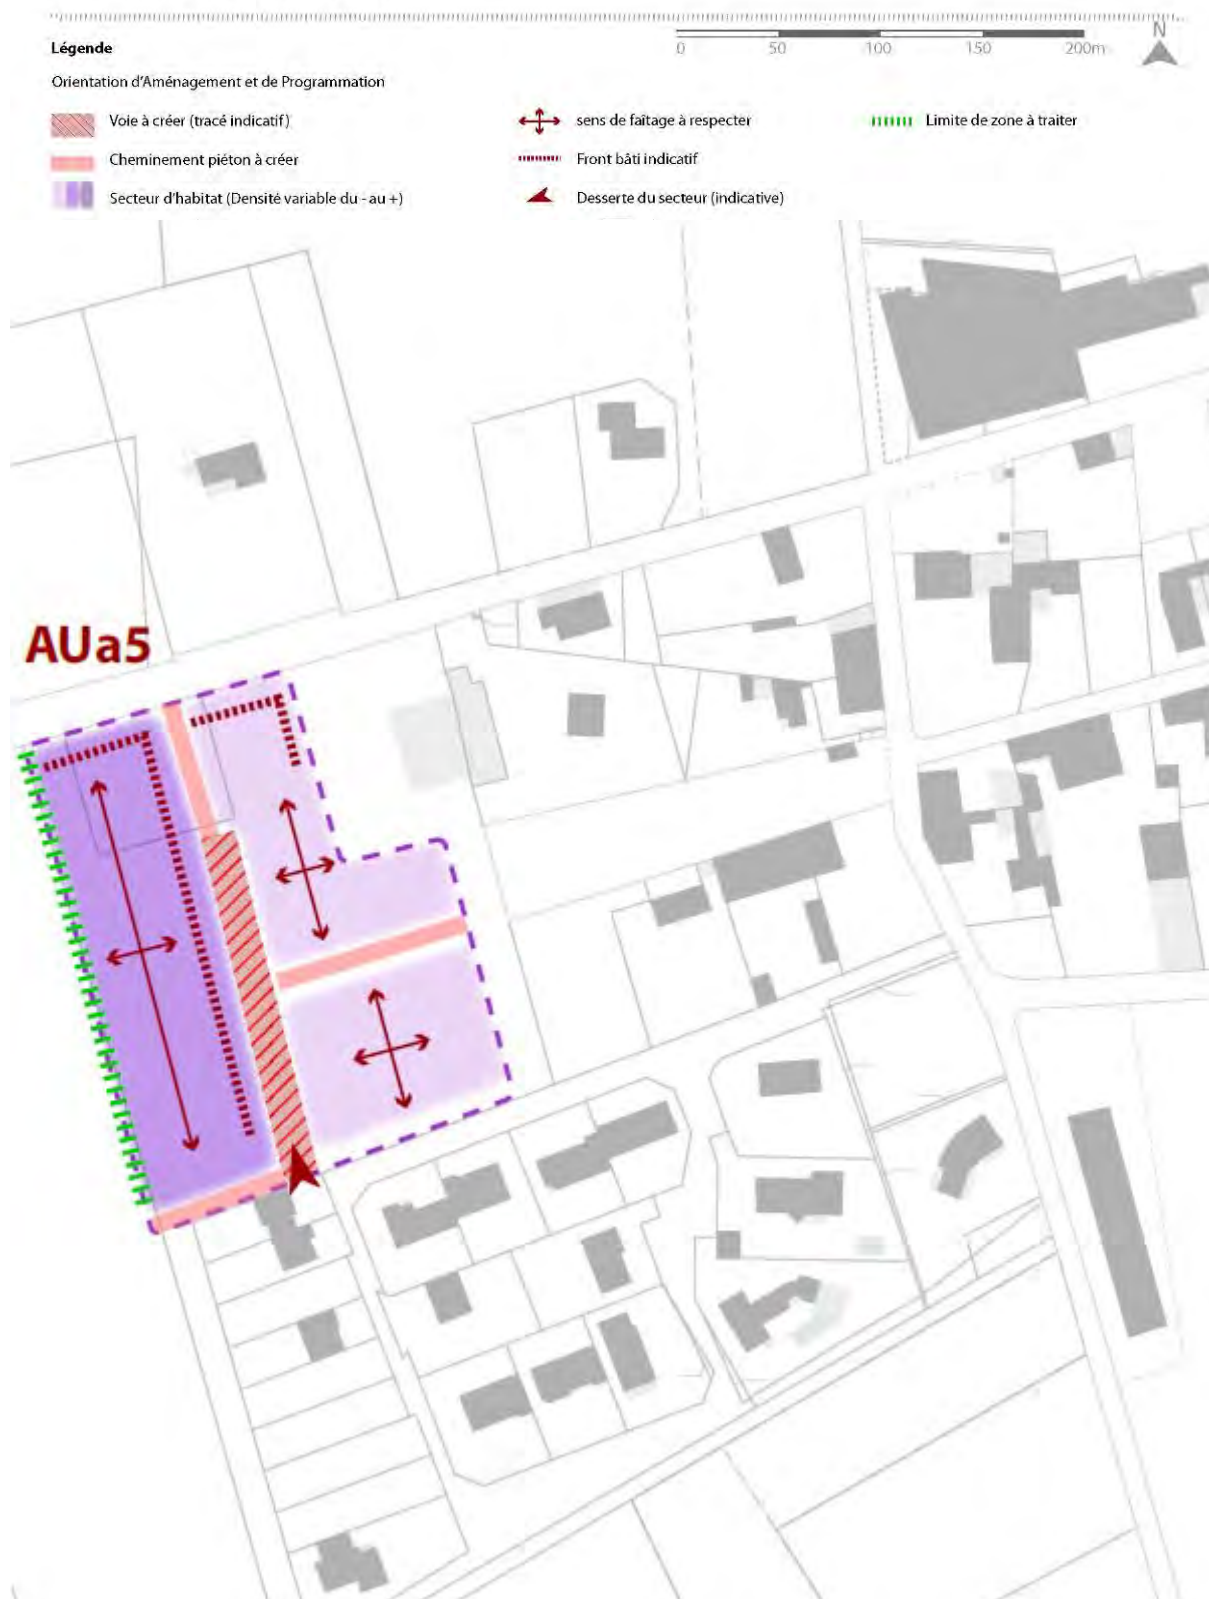 Légende
0 50 100 150 200m
N
Orientation d'Aménagement et de Programmation
Voie à créer (tracé indicatif)
sens de faîtage à respecter
Limite de zone à traiter
Cheminement piéton à créer
Front bâti indicatif
Secteur d'habitat (Densité variable du - au +)
Desserte du secteur (indicative)
AUa5